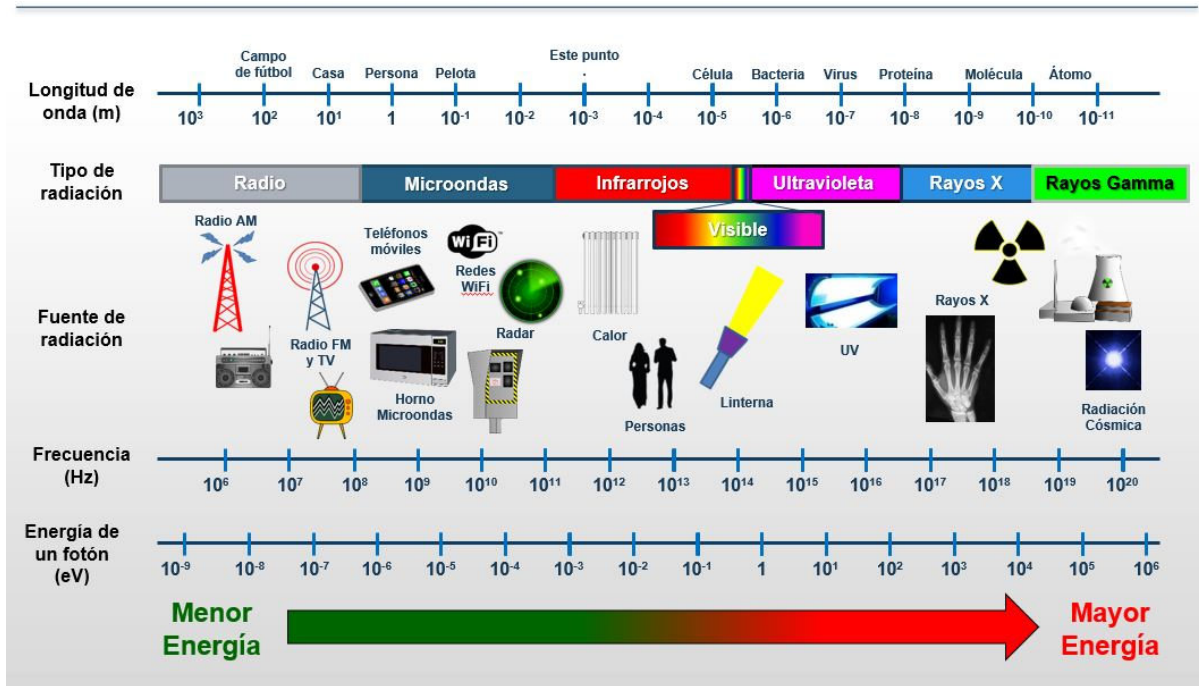 Campo
de fútbol
Casa
Persona
Pelota
Este punto
.
Célula
Bacteria
Virus
Proteína
Molécula
Átomo
Longitud de
onda (m)
10³ 10² 10¹ 1 10⁻¹ 10⁻² 10⁻³ 10⁻⁴ 10⁻⁵ 10⁻⁶ 10⁻⁷ 10⁻⁸ 10⁻⁹ 10⁻¹⁰ 10⁻¹¹
Tipo de
radiación
Radio
Microondas
Infrarrojos
Ultravioleta
Rayos X
Rayos Gamma
Visible
Fuente de
radiación
Radio AM
Radio FM
y TV
Teléfonos
móviles
WiFi
Redes
WiFi
Radar
Horno
Microondas
Calor
Personas
Linterna
UV
Rayos X
Radiación
Cósmica
Frecuencia
(Hz)
10⁶ 10⁷ 10⁸ 10⁹ 10¹⁰ 10¹¹ 10¹² 10¹³ 10¹⁴ 10¹⁵ 10¹⁶ 10¹⁷ 10¹⁸ 10¹⁹ 10²⁰
Energía de
un fotón
(eV)
10⁻⁹ 10⁻⁸ 10⁻⁷ 10⁻⁶ 10⁻⁵ 10⁻⁴ 10⁻³ 10⁻² 10⁻¹ 1 10¹ 10² 10³ 10⁴ 10⁵ 10⁶
Menor
Energía
Mayor
Energía